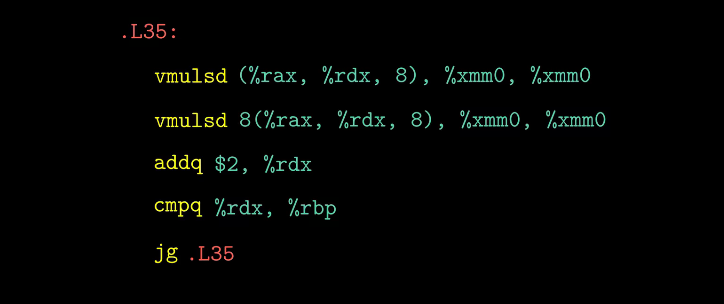 .L35:
vmulsd (%rax, %rdx, 8), %xmm0, %xmm0
vmulsd 8(%rax, %rdx, 8), %xmm0, %xmm0
addq $2, %rdx
cmpq %rdx, %rbp
jg .L35